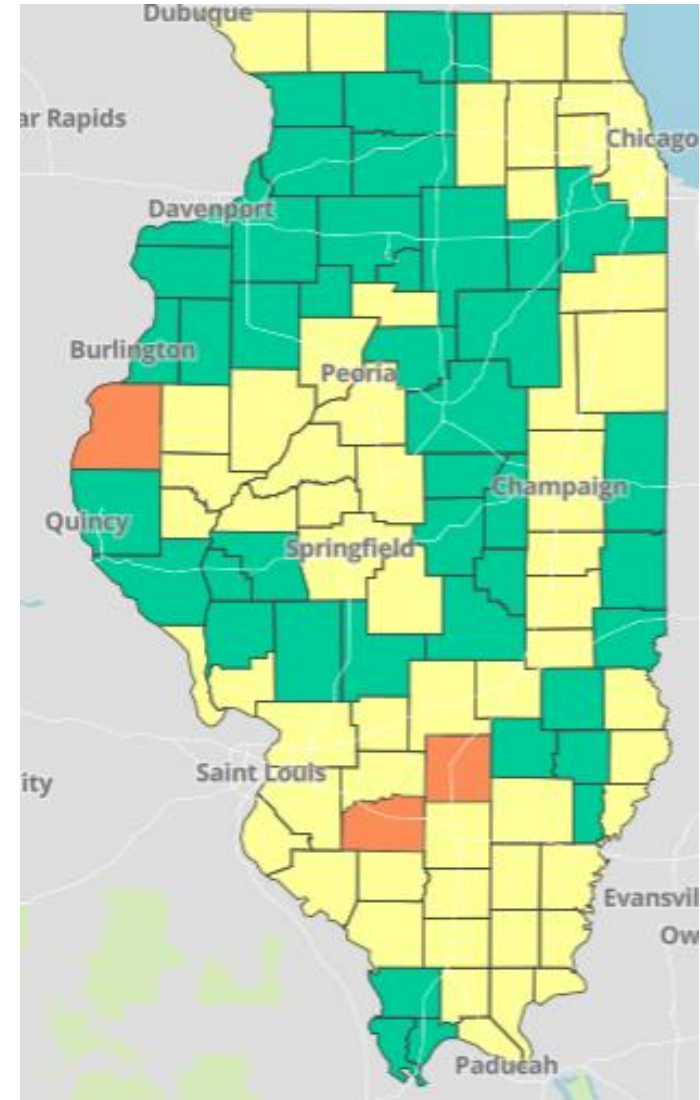 Dubuque
ar Rapids
Chicago
Davenport
Burlington
Peoria
Champaign
Quincy
Springfield
Saint Louis
ity
Evansvil
Ow
Paducah